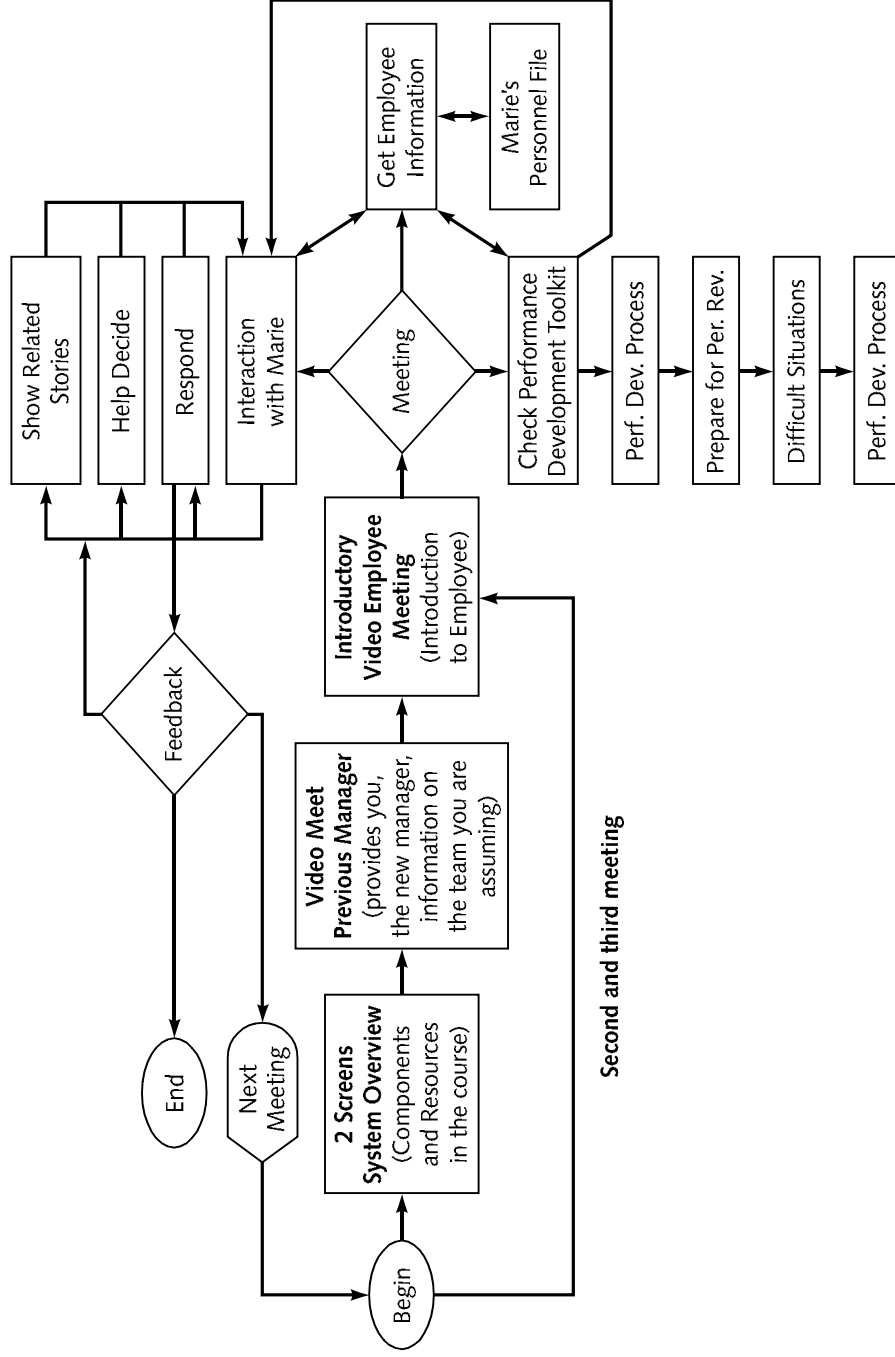 Show Related
Stories
Help Decide
Respond
Interaction
with Marie
Feedback
End
Next
Meeting
Begin
2 Screens
System Overview
(Components
and Resources
in the course)
Video Meet
Previous Manager
(provides you,
the new manager,
information on
the team you are
assuming)
Introductory
Video Employee
Meeting
(Introduction
to Employee)
Meeting
Get Employee
Information
Marie's
Personnel File
Check Performance
Development Toolkit
Perf. Dev. Process
Prepare for Per. Rev.
Difficult Situations
Perf. Dev. Process
Second and third meeting